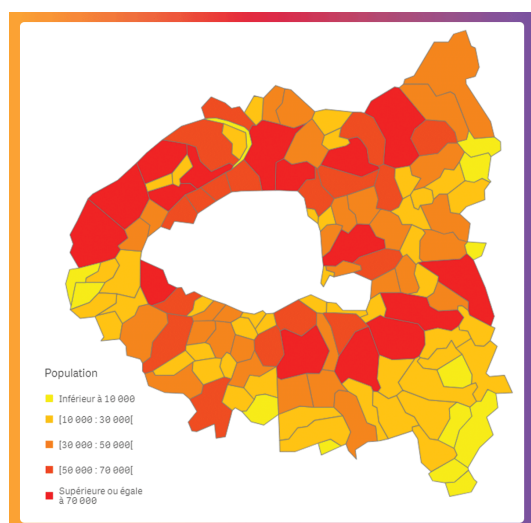 Population
Inférieur à 10 000
[10 000 : 30 000[
[30 000 : 50 000[
[50 000 : 70 000[
Supérieure ou égale
à 70 000